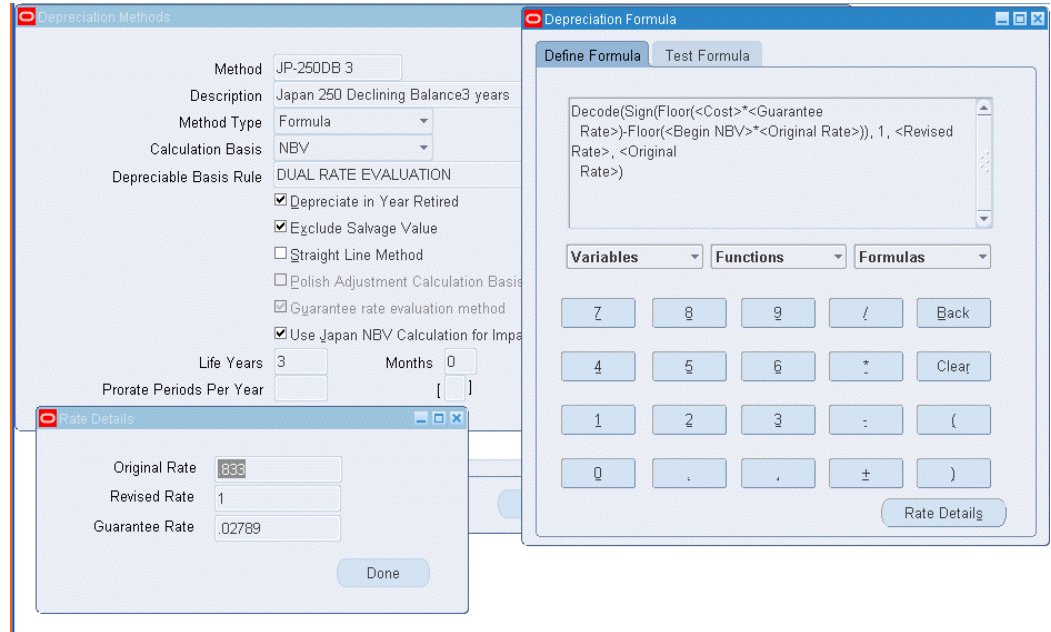 Depreciation Methods
Method JP-250DB 3
Description Japan 250 Declining Balance3 years
Method Type Formula
Calculation Basis NBV
Depreciable Basis Rule DUAL RATE EVALUATION
Depreciate in Year Retired
Exclude Salvage Value
Straight Line Method
Polish Adjustment Calculation Basis
Guarantee rate evaluation method
Use Japan NBV Calculation for Impa
Life Years 3 Months 0
Prorate Periods Per Year [ ]
Rate Details
Original Rate .833
Revised Rate 1
Guarantee Rate .02789
Done
Depreciation Formula
Define Formula Test Formula
Decode(Sign(Floor(<Cost>*<Guarantee
Rate>)-Floor(<Begin NBV>*<Original Rate>)), 1, <Revised
Rate>, <Original
Rate>)
Variables Functions Formulas
7 8 9 / Back
4 5 6 * Clear
1 2 3 - (
0 . , ± )
Rate Details